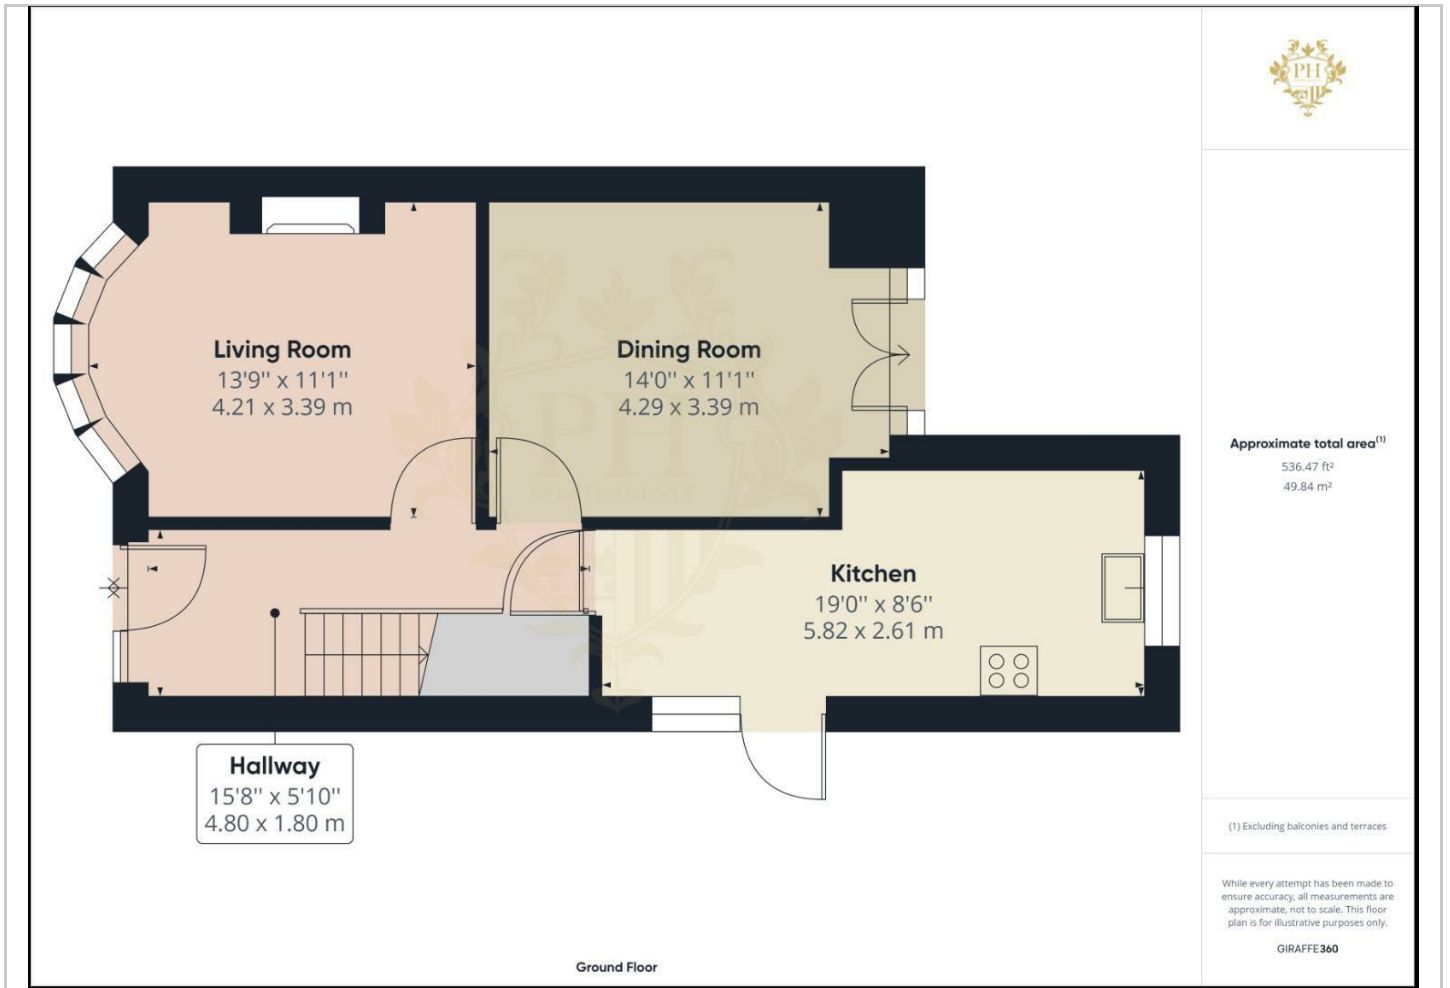 PH
Living Room
13'9" x 11'1"
4.21 x 3.39 m
Dining Room
14'0" x 11'1"
4.29 x 3.39 m
PH
ESTATE AGENTS
Kitchen
19'0" x 8'6"
5.82 x 2.61 m
Hallway
15'8" x 5'10"
4.80 x 1.80 m
Ground Floor
Approximate total area(1)
536.47 ft²
49.84 m²
(1) Excluding balconies and terraces
While every attempt has been made to
ensure accuracy, all measurements are
approximate, not to scale. This floor
plan is for illustrative purposes only.
GIRAFFE360